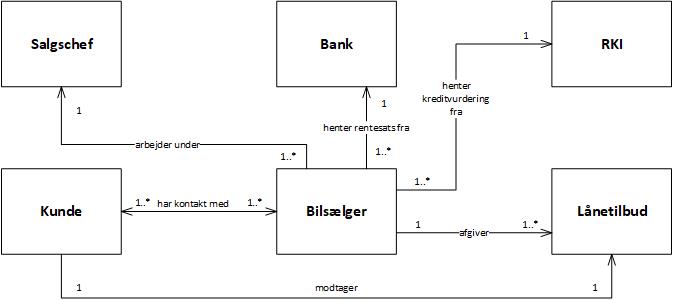 Salgschef
Bank
RKI
1
1
1
henter
kreditvurdering
fra
henter rentesats fra
arbejder under
1..*
1..*
1..*
Kunde
1..*
har kontakt med
1..*
Bilsælger
1
afgiver
1..*
Lånetilbud
1
modtager
1